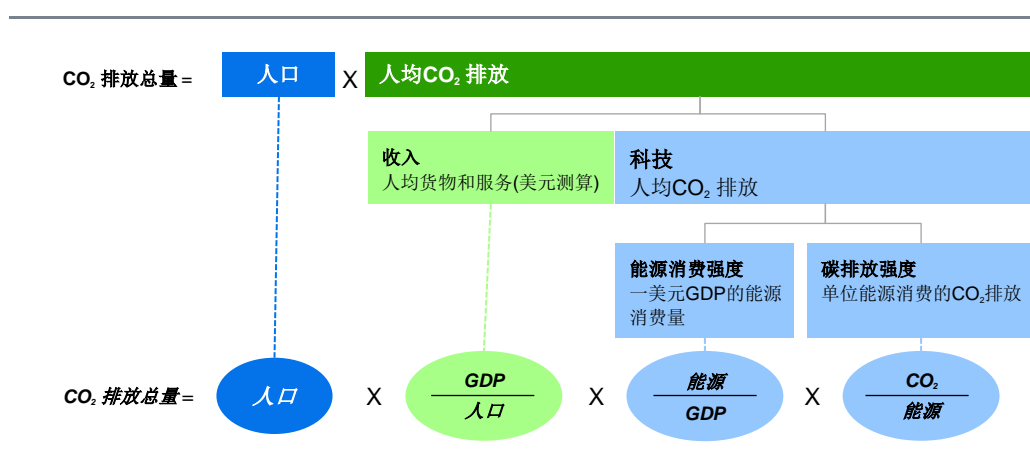 CO₂ 排放总量= 人口 X 人均CO₂ 排放
收入
人均货物和服务(美元测算)
科技
人均CO₂ 排放
能源消费强度
一美元GDP的能源
消费量
碳排放强度
单位能源消费的CO₂排放
CO₂ 排放总量= 人口 X GDP/人口 X 能源/GDP X CO₂/能源